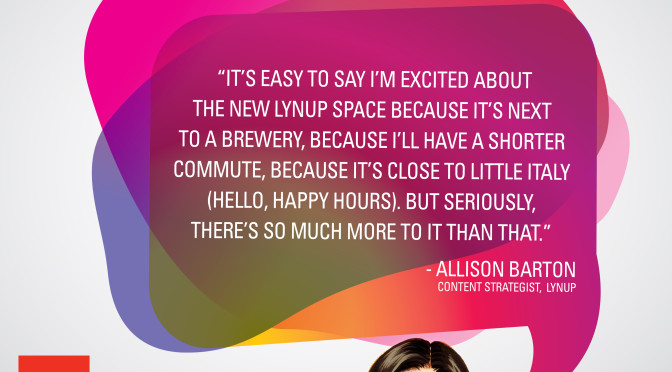 “IT’S EASY TO SAY I’M EXCITED ABOUT
THE NEW LYNUP SPACE BECAUSE IT’S NEXT
TO A BREWERY, BECAUSE I’LL HAVE A SHORTER
COMMUTE, BECAUSE IT’S CLOSE TO LITTLE ITALY
(HELLO, HAPPY HOURS). BUT SERIOUSLY,
THERE’S SO MUCH MORE TO IT THAN THAT.”
- ALLISON BARTON
CONTENT STRATEGIST, LYNUP